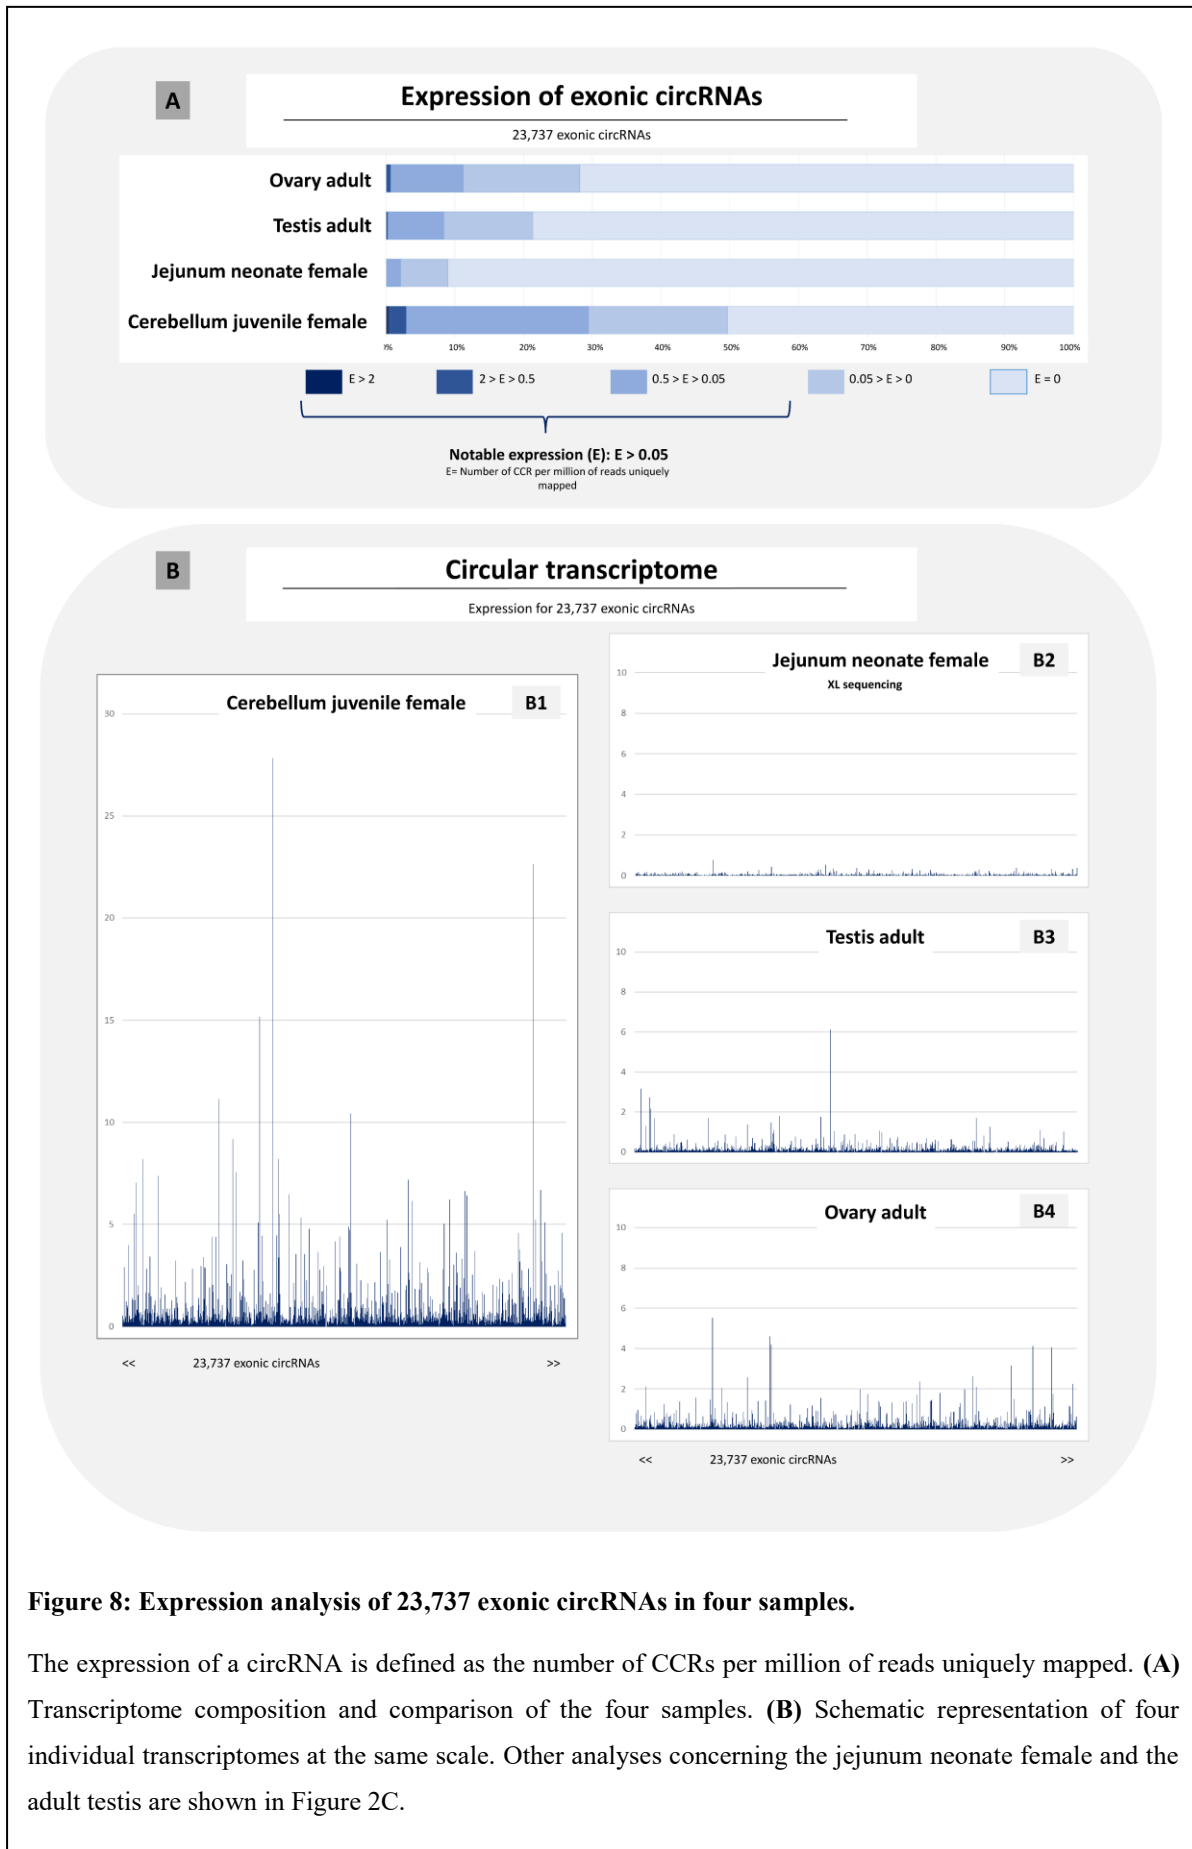 A
Expression of exonic circRNAs
23,737 exonic circRNAs
Ovary adult
Testis adult
Jejunum neonate female
Cerebellum juvenile female
)% 10% 20% 30% 40% 50% 60% 70% 80% 90% 100%
E > 2 2 > E > 0.5 0.5 > E > 0.05 0.05 > E > 0 E = 0
Notable expression (E): E > 0.05
E= Number of CCR per million of reads uniquely
mapped
B
Circular transcriptome
Expression for 23,737 exonic circRNAs
Cerebellum juvenile female B1
30
25
20
15
10
5
0
<< 23,737 exonic circRNAs >>
Jejunum neonate female B2
XL sequencing
10
8
6
4
2
0
Testis adult B3
10
8
6
4
2
0
Ovary adult B4
10
8
6
4
2
0
<< 23,737 exonic circRNAs >>
Figure 8: Expression analysis of 23,737 exonic circRNAs in four samples.
The expression of a circRNA is defined as the number of CCRs per million of reads uniquely mapped. (A)
Transcriptome composition and comparison of the four samples. (B) Schematic representation of four
individual transcriptomes at the same scale. Other analyses concerning the jejunum neonate female and the
adult testis are shown in Figure 2C.